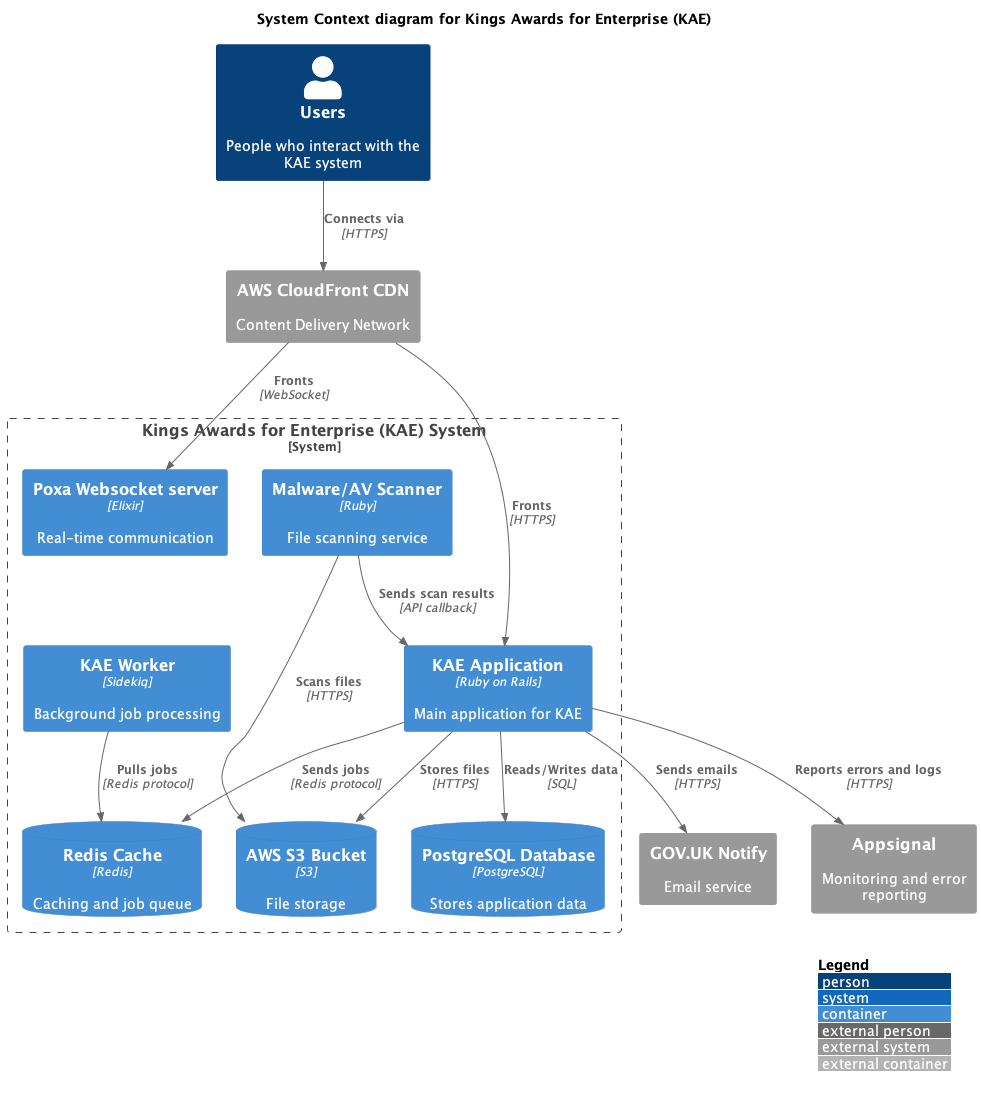 System Context diagram for Kings Awards for Enterprise (KAE)
Users
People who interact with the
KAE system
Connects via
[HTTPS]
AWS CloudFront CDN
Content Delivery Network
Fronts
[WebSocket]
Kings Awards for Enterprise (KAE) System
[System]
Poxa Websocket server
[Elixir]
Real-time communication
Malware/AV Scanner
[Ruby]
File scanning service
Fronts
[HTTPS]
Sends scan results
[API callback]
KAE Worker
[Sidekiq]
Background job processing
Scans files
[HTTPS]
KAE Application
[Ruby on Rails]
Main application for KAE
Pulls jobs
[Redis protocol]
Sends jobs
[Redis protocol]
Stores files
[HTTPS]
Reads/Writes data
[SQL]
Sends emails
[HTTPS]
Reports errors and logs
[HTTPS]
Redis Cache
[Redis]
Caching and job queue
AWS S3 Bucket
[S3]
File storage
PostgreSQL Database
[PostgreSQL]
Stores application data
GOV.UK Notify
Email service
Appsignal
Monitoring and error
reporting
Legend
person
system
container
external person
external system
external container